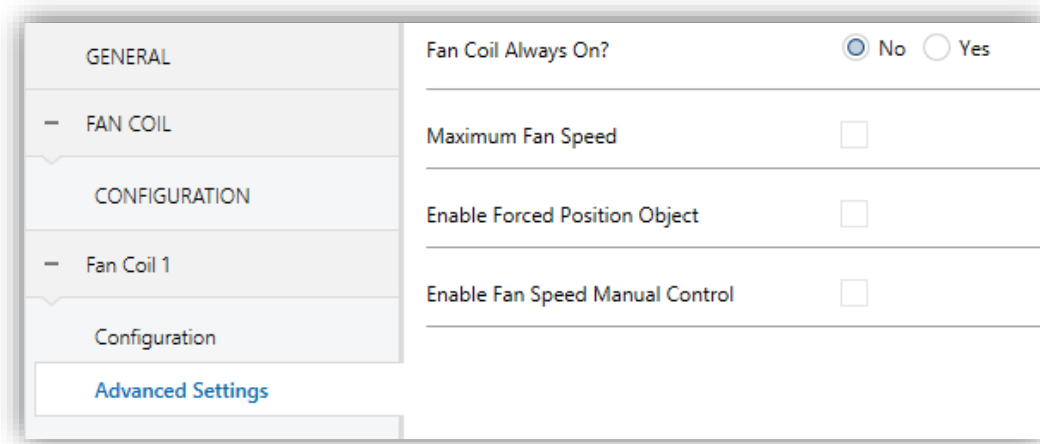 GENERAL
− FAN COIL
CONFIGURATION
− Fan Coil 1
Configuration
Advanced Settings
Fan Coil Always On?
No Yes
Maximum Fan Speed
Enable Forced Position Object
Enable Fan Speed Manual Control